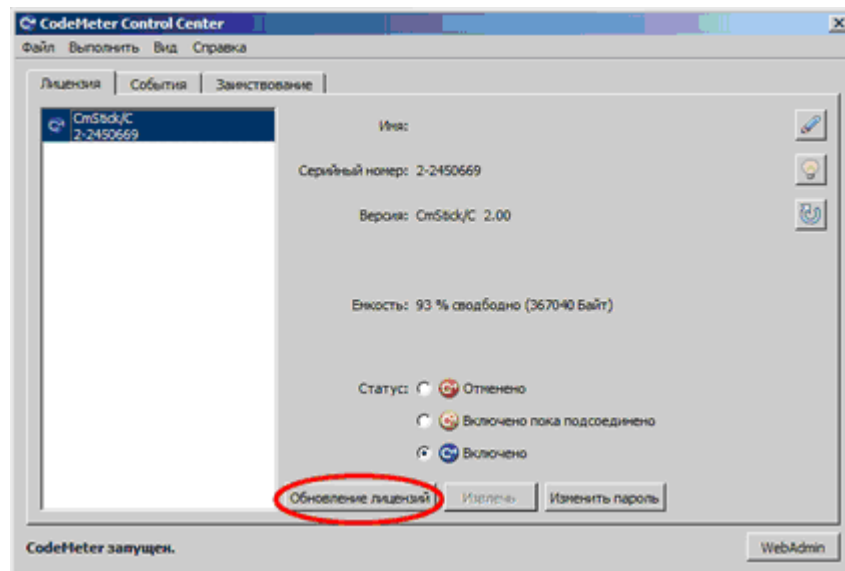 CodeMeter Control Center
Файл Выполнить Вид Справка
Лицензия События Заимствование
CmStick/C
2-2450669
Имя:
Серийный номер: 2-2450669
Версия: CmStick/C 2.00
Емкость: 93 % сводбодно (367040 Байт)
Статус: Отменено
Включено пока подсоединено
Включено
Обновление лицензий Извлечь Изменить пароль
CodeMeter запущен. WebAdmin